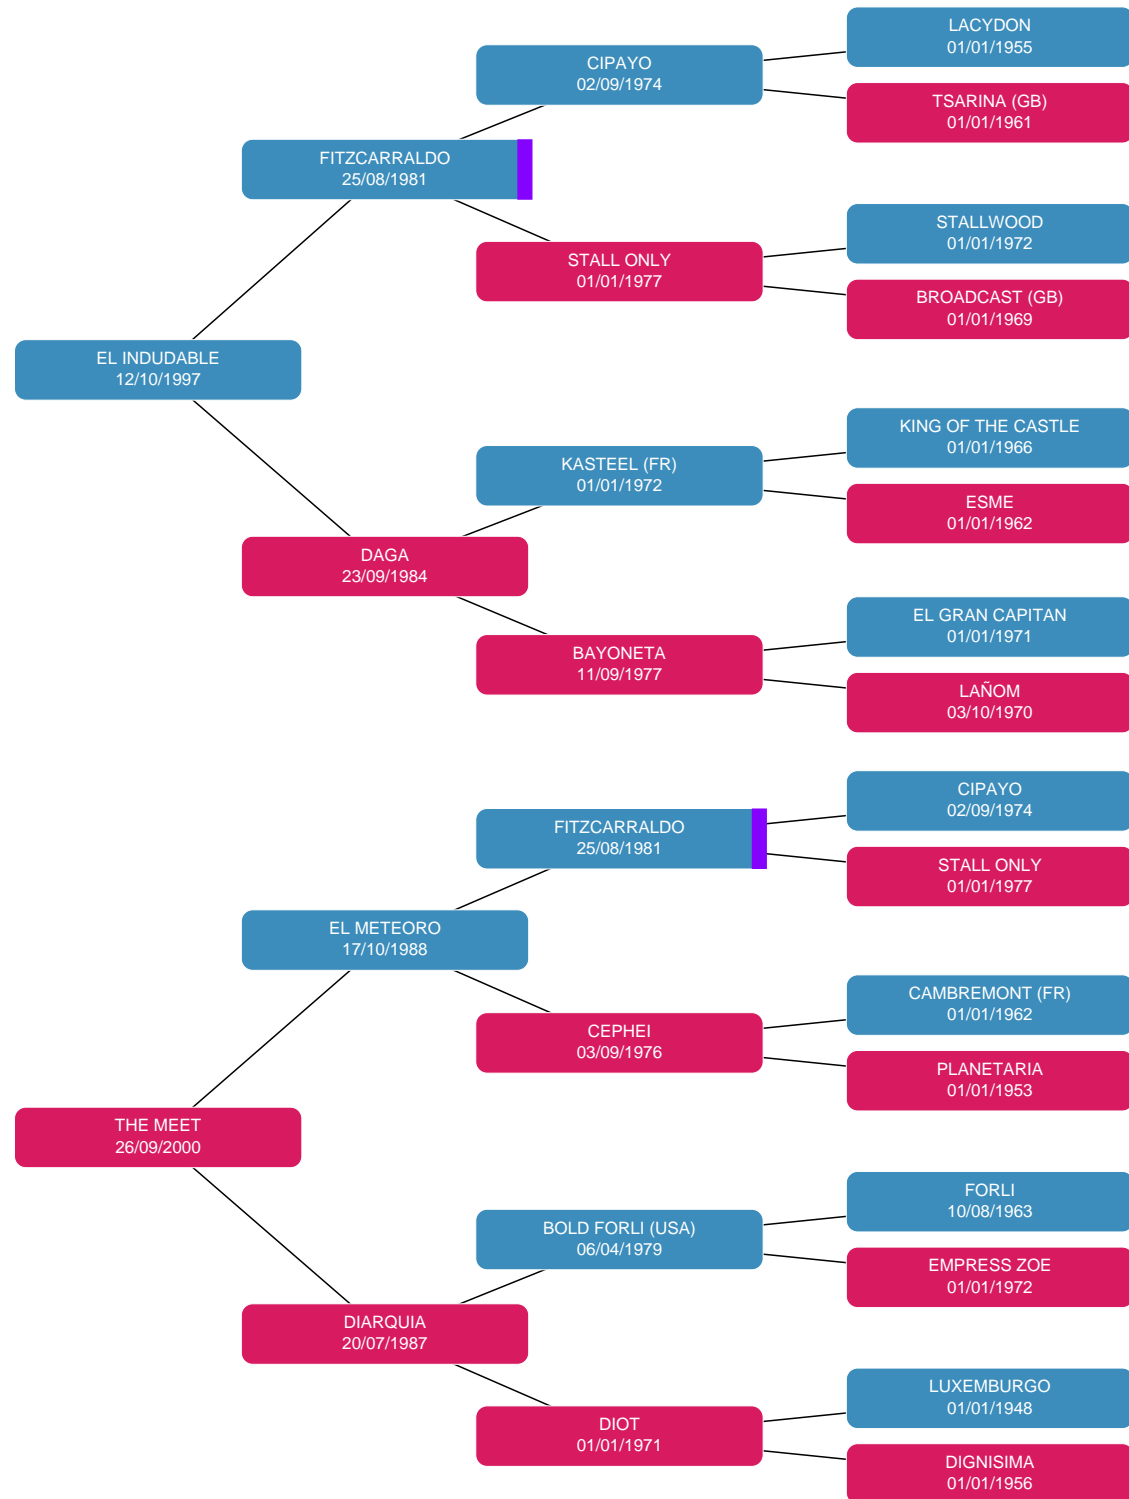 LACYDON
01/01/1955
CIPAYO
02/09/1974
TSARINA (GB)
01/01/1961
FITZCARRALDO
25/08/1981
STALLWOOD
01/01/1972
STALL ONLY
01/01/1977
BROADCAST (GB)
01/01/1969
EL INDUDABLE
12/10/1997
KING OF THE CASTLE
01/01/1966
KASTEEL (FR)
01/01/1972
ESME
01/01/1962
DAGA
23/09/1984
EL GRAN CAPITAN
01/01/1971
BAYONETA
11/09/1977
LAÑOM
03/10/1970
CIPAYO
02/09/1974
FITZCARRALDO
25/08/1981
STALL ONLY
01/01/1977
EL METEORO
17/10/1988
CAMBREMONT (FR)
01/01/1962
CEPHEI
03/09/1976
PLANETARIA
01/01/1953
THE MEET
26/09/2000
FORLI
10/08/1963
BOLD FORLI (USA)
06/04/1979
EMPRESS ZOE
01/01/1972
DIARQUIA
20/07/1987
LUXEMBURGO
01/01/1948
DIOT
01/01/1971
DIGNISIMA
01/01/1956